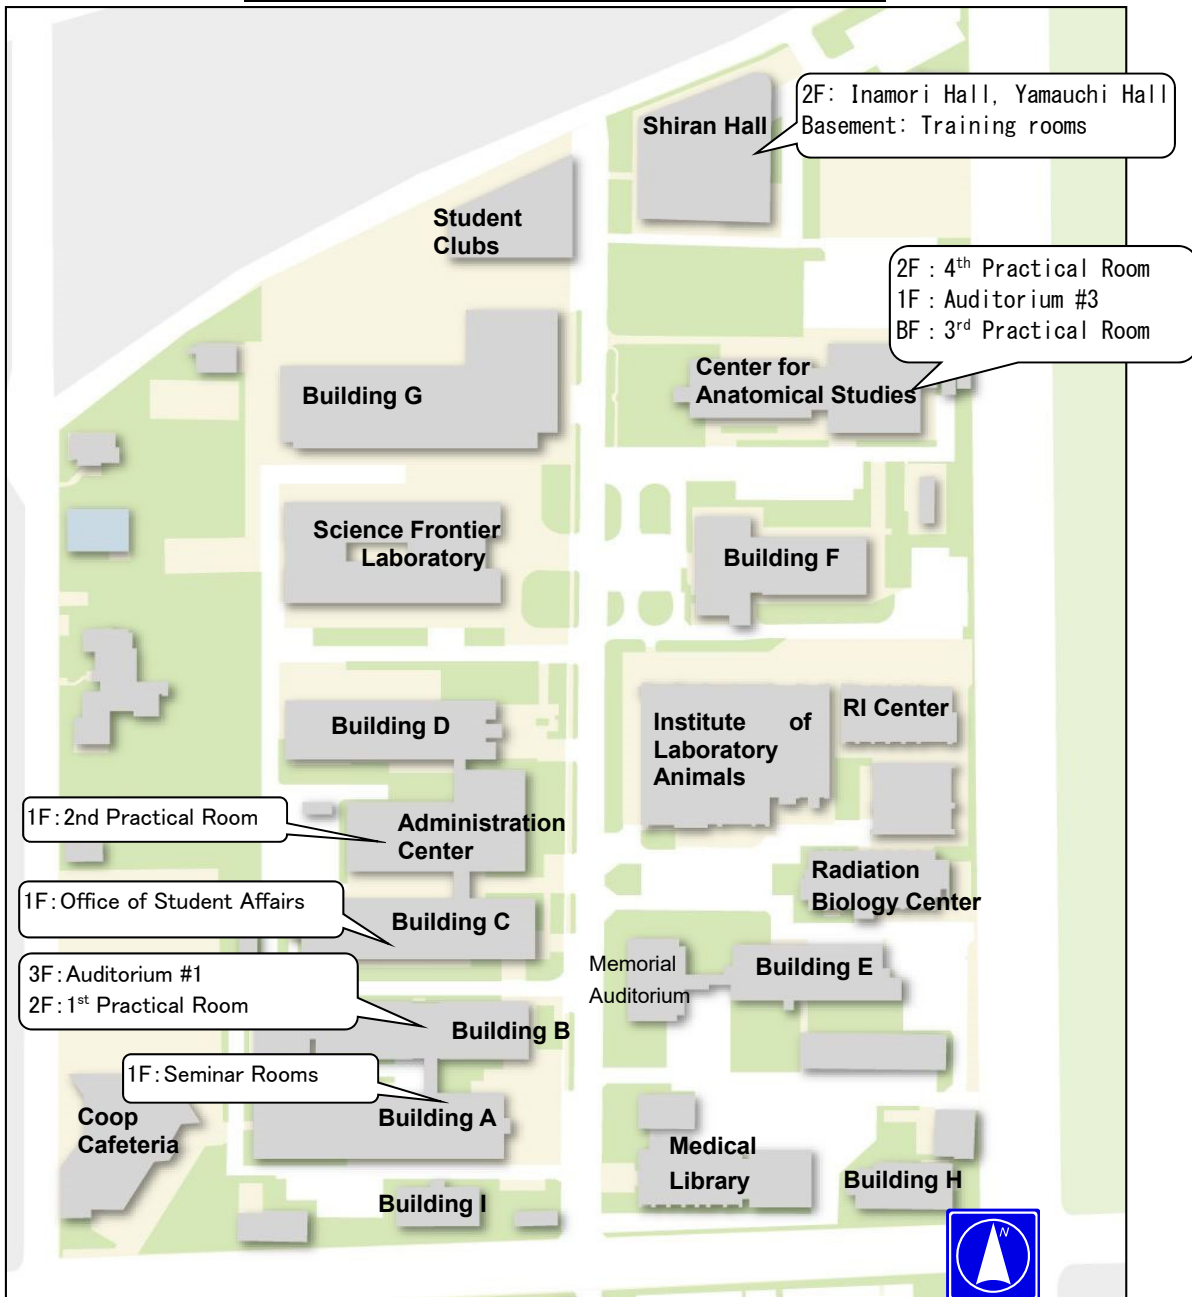 2F: Inamori Hall, Yamauchi Hall
Basement: Training rooms
Shiran Hall
Student
Clubs
2F : 4th Practical Room
1F : Auditorium #3
BF : 3rd Practical Room
Center for
Anatomical Studies
Building G
Science Frontier
Laboratory
Building F
Building D
Institute of
Laboratory
Animals
RI Center
1F: 2nd Practical Room
Administration
Center
Radiation
Biology Center
1F: Office of Student Affairs
Building C
Memorial
Auditorium
Building E
3F: Auditorium #1
2F: 1st Practical Room
Building B
1F: Seminar Rooms
Building A
Coop
Cafeteria
Medical
Library
Building H
Building I
N